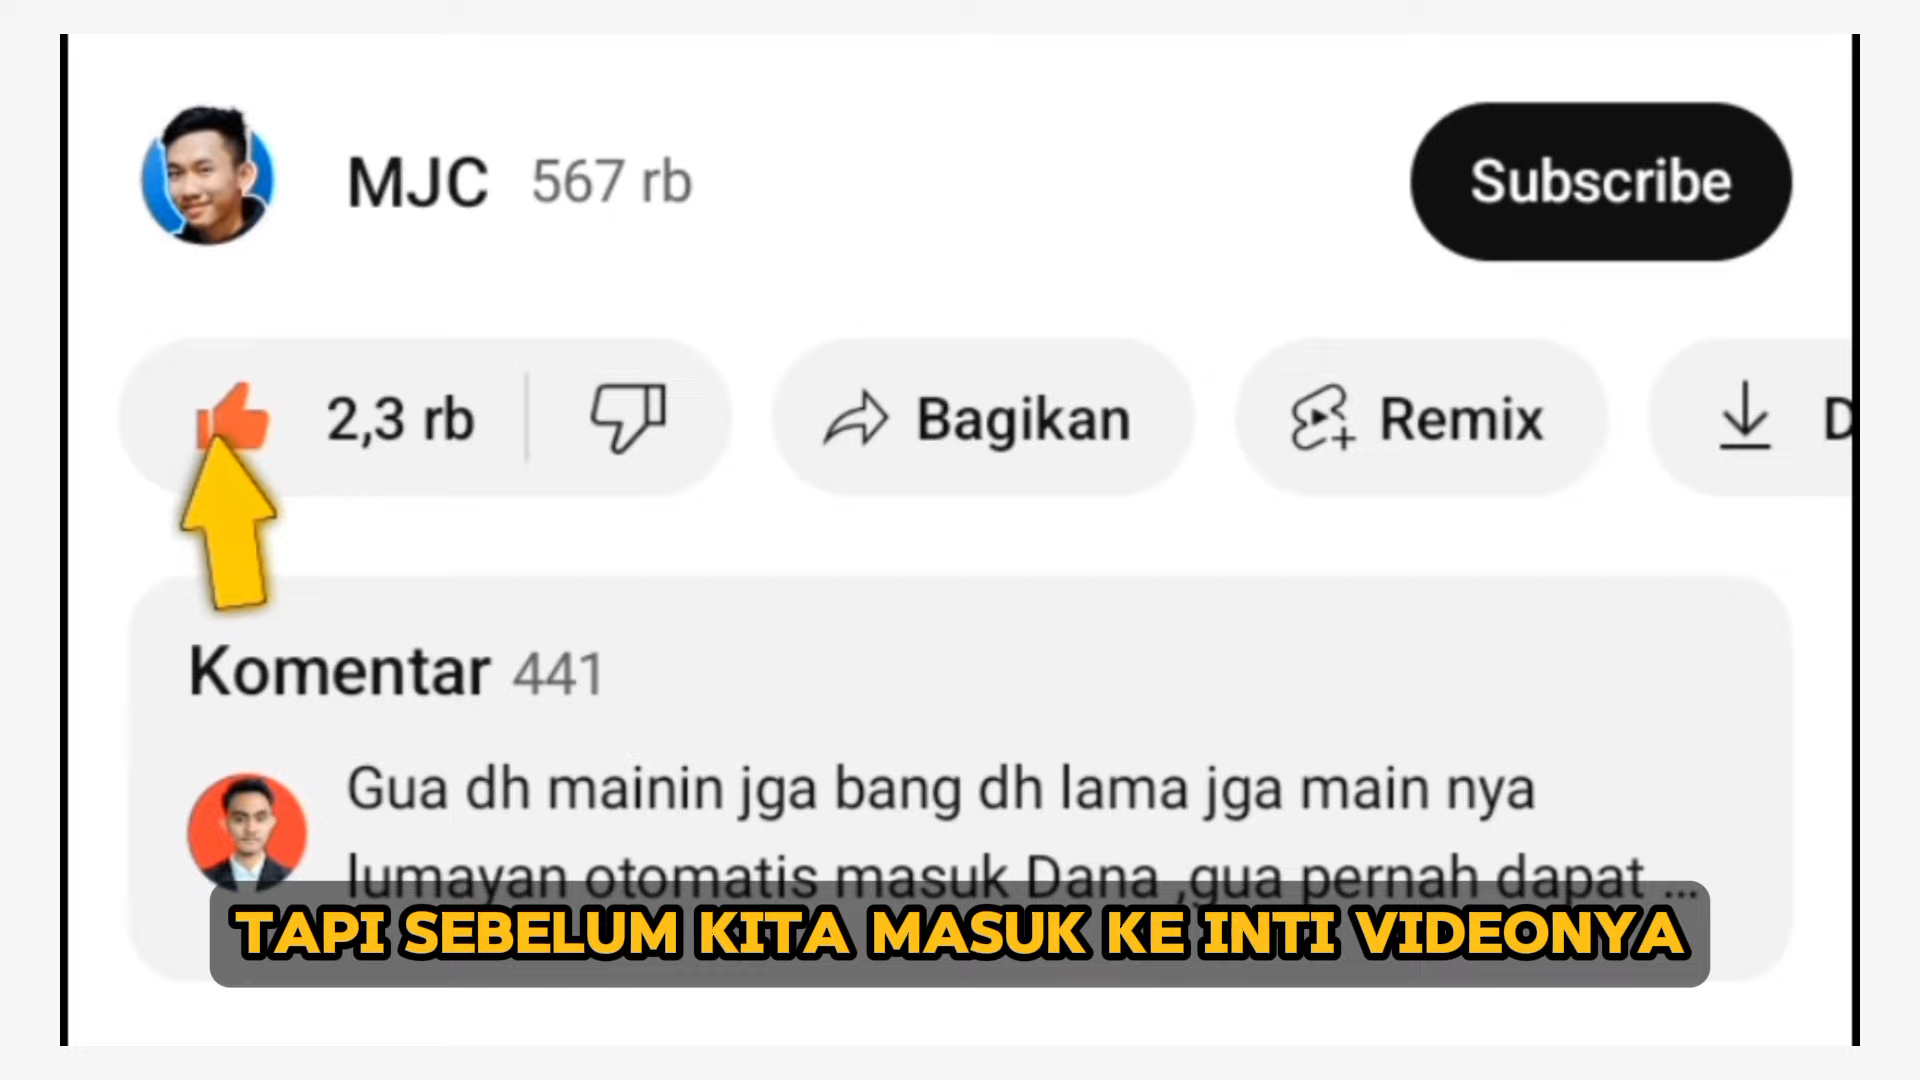 MJC 567 rb
Subscribe
2,3 rb
Bagikan
Remix
D
Komentar 441
Gua dh mainin jga bang dh lama jga main nya
lumayan otomatis masuk Dana ,gua pernah dapat ...
TAPI SEBELUM KITA MASUK KE INTI VIDEONYA